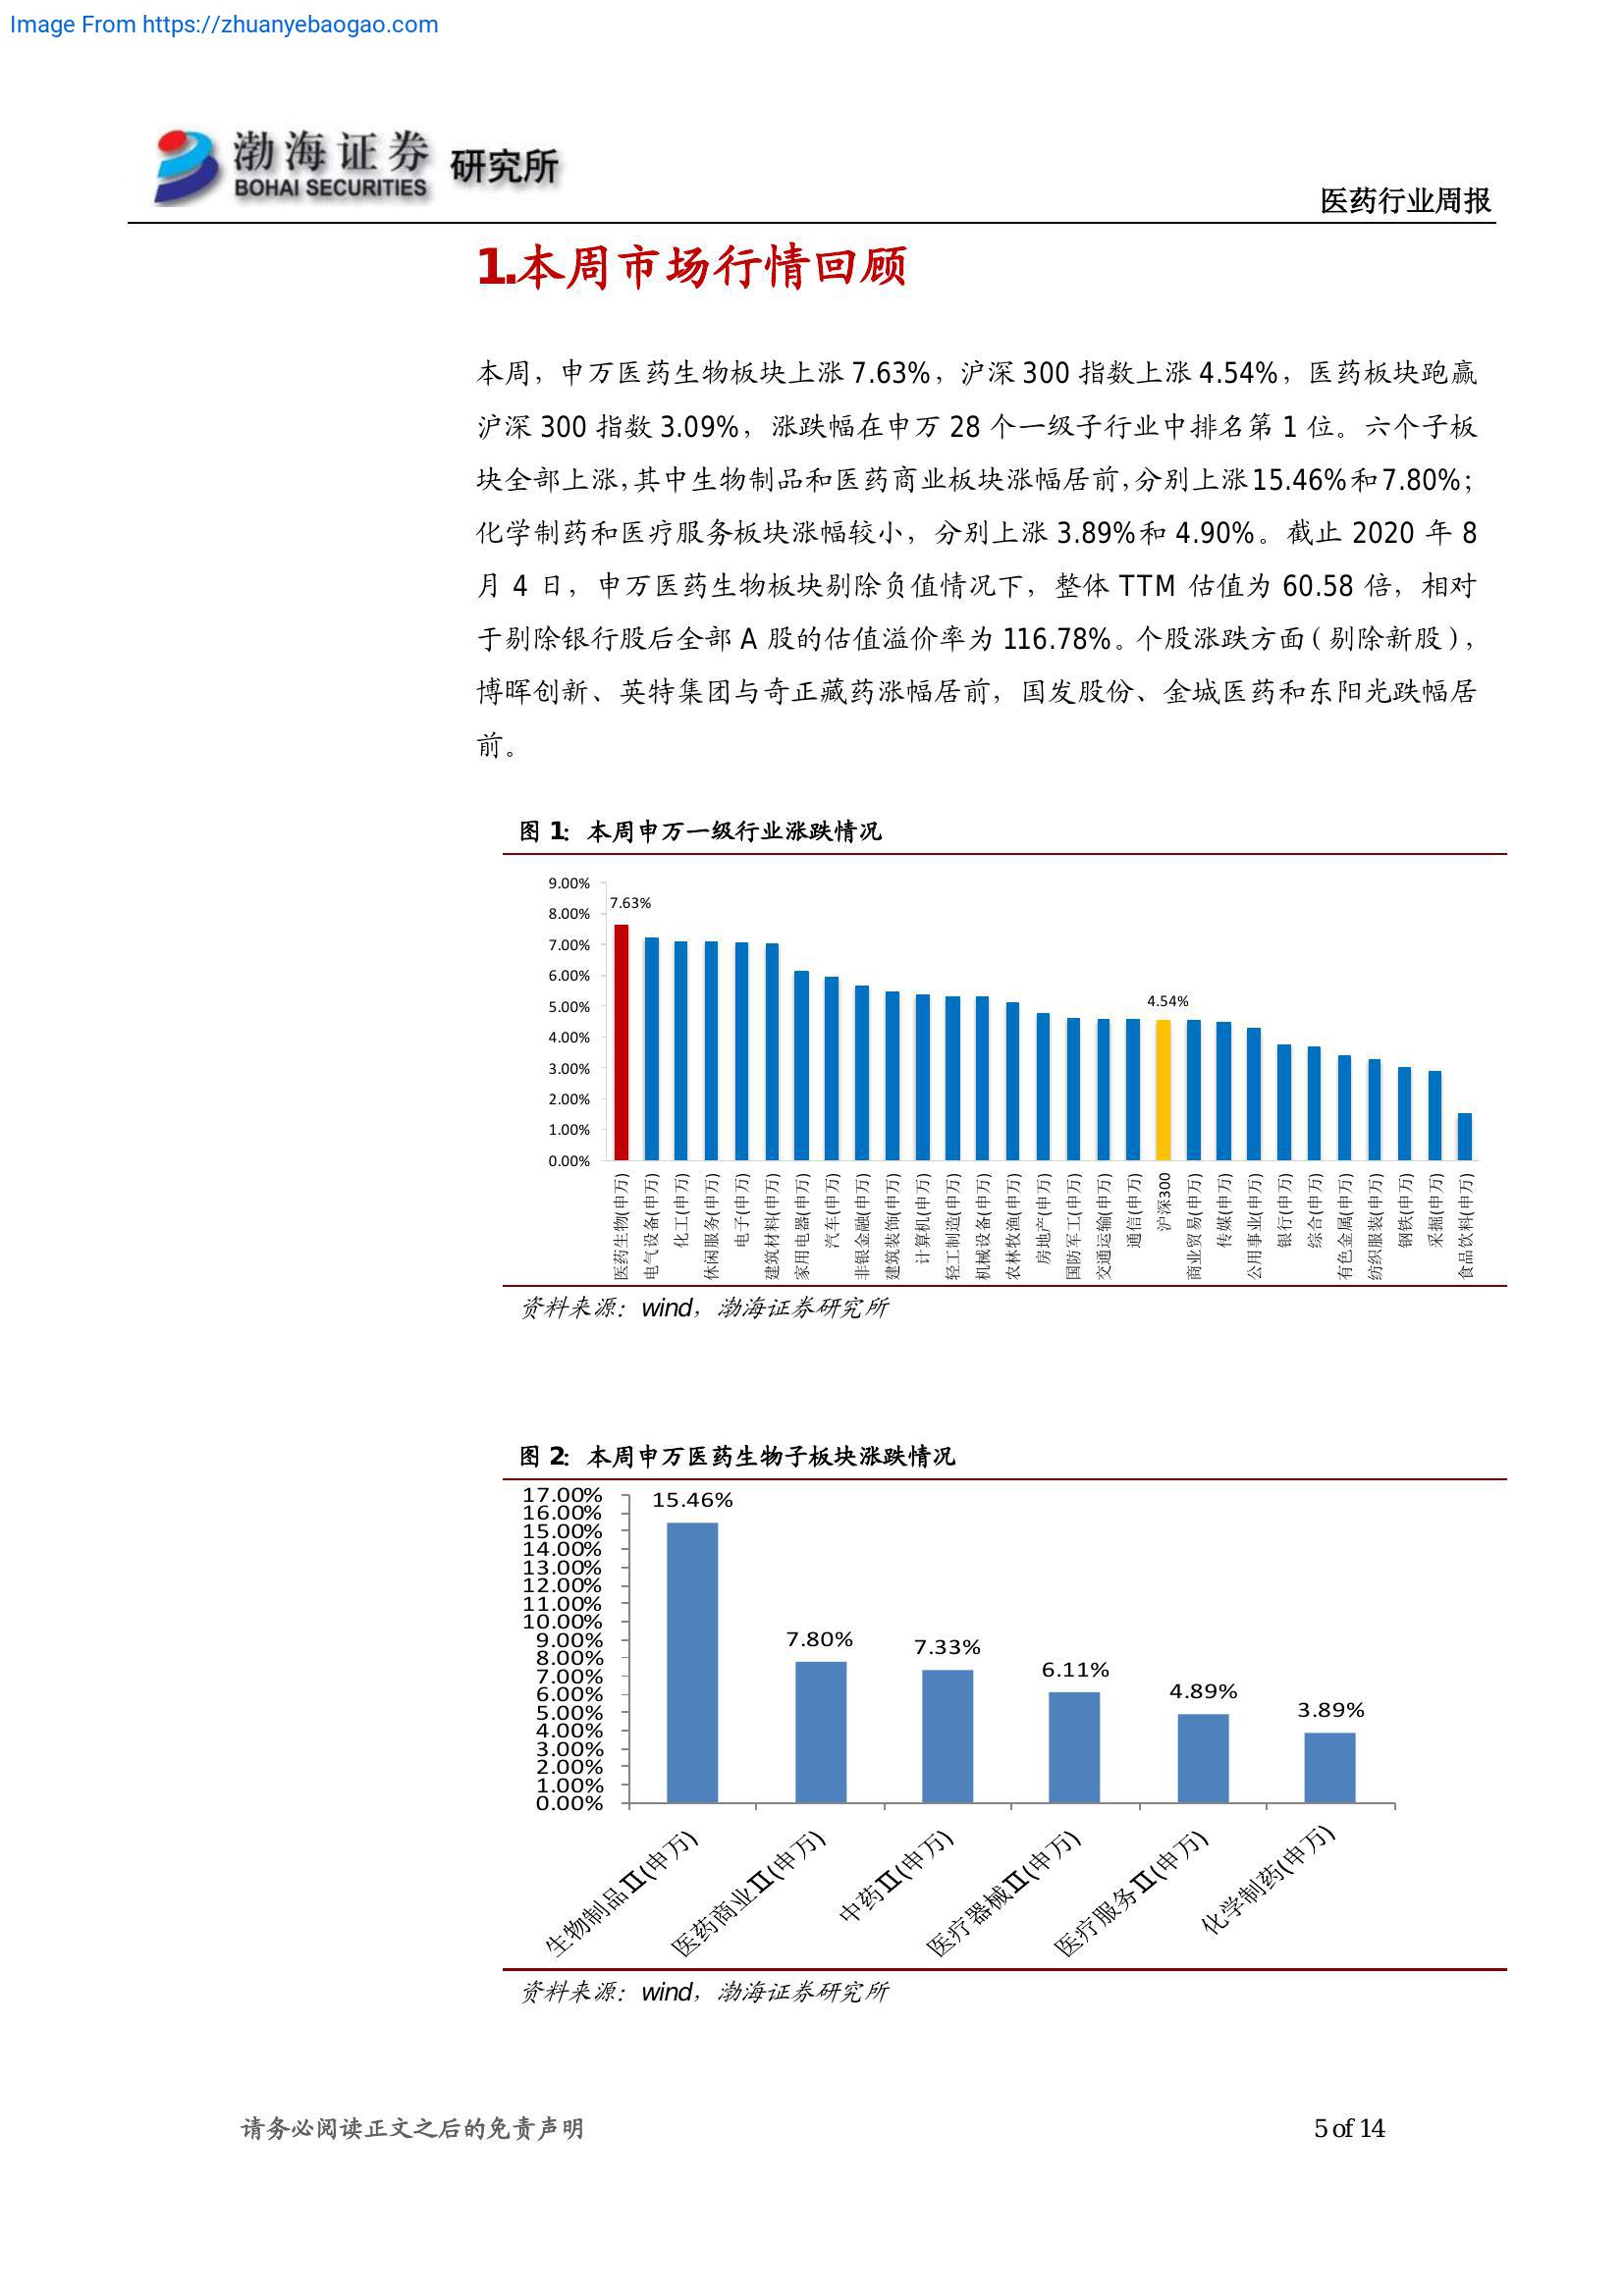 Image From https://zhuanyebaogao.com
渤海证券 研究所
BOHAI SECURITIES
医药行业周报
1.本周市场行情回顾
本周，申万医药生物板块上涨 7.63%，沪深 300 指数上涨 4.54%，医药板块跑赢
沪深 300 指数 3.09%，涨跌幅在申万 28 个一级子行业中排名第 1 位。六个子板
块全部上涨，其中生物制品和医药商业板块涨幅居前，分别上涨 15.46%和 7.80%；
化学制药和医疗服务板块涨幅较小，分别上涨 3.89%和 4.90%。截止 2020 年 8
月 4 日，申万医药生物板块剔除负值情况下，整体 TTM 估值为 60.58 倍，相对
于剔除银行股后全部 A 股的估值溢价率为 116.78%。个股涨跌方面（剔除新股），
博晖创新、英特集团与奇正藏药涨幅居前，国发股份、金城医药和东阳光跌幅居
前。
图 1：本周申万一级行业涨跌情况
9.00%
8.00%
7.00%
6.00%
5.00%
4.00%
3.00%
2.00%
1.00%
0.00%
7.63%
4.54%
医药生物(申万)
电气设备(申万)
化工(申万)
休闲服务(申万)
电子(申万)
建筑材料(申万)
家用电器(申万)
汽车(申万)
非银金融(申万)
建筑装饰(申万)
计算机(申万)
轻工制造(申万)
机械设备(申万)
农林牧渔(申万)
房地产(申万)
国防军工(申万)
交通运输(申万)
通信(申万)
沪深300
商业贸易(申万)
传媒(申万)
公用事业(申万)
银行(申万)
综合(申万)
有色金属(申万)
纺织服装(申万)
钢铁(申万)
采掘(申万)
食品饮料(申万)
资料来源：wind，渤海证券研究所
图 2：本周申万医药生物子板块涨跌情况
17.00%
16.00%
15.00%
14.00%
13.00%
12.00%
11.00%
10.00%
9.00%
8.00%
7.00%
6.00%
5.00%
4.00%
3.00%
2.00%
1.00%
0.00%
15.46%
7.80%
7.33%
6.11%
4.89%
3.89%
生物制品Ⅱ(申万)
医药商业Ⅱ(申万)
中药Ⅱ(申万)
医疗器械Ⅱ(申万)
医疗服务Ⅱ(申万)
化学制药(申万)
资料来源：wind，渤海证券研究所
请务必阅读正文之后的免责声明
5 of 14